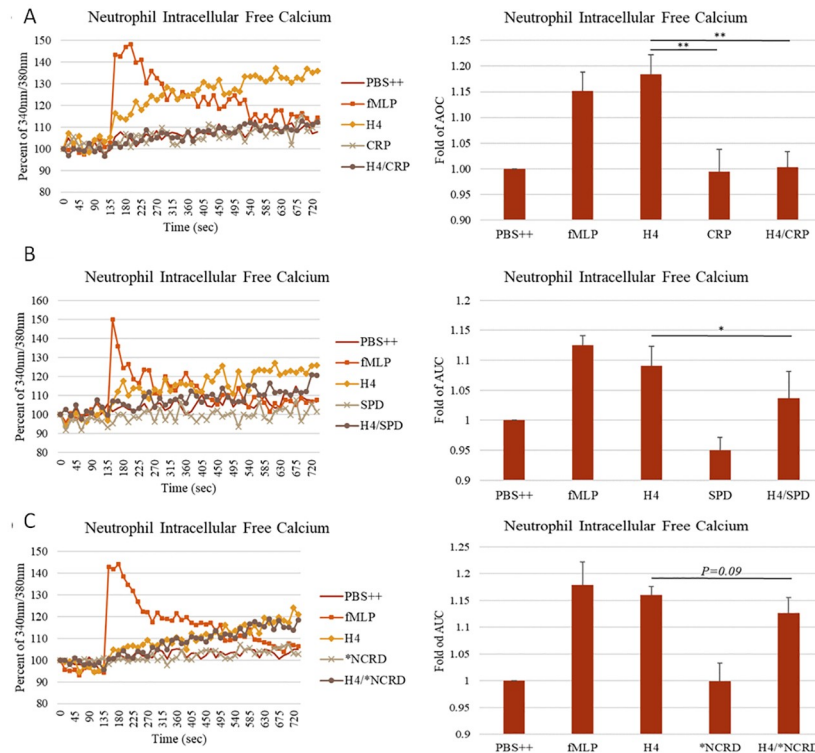 A
Neutrophil Intracellular Free Calcium
Percent of 340nm/380nm
150
140
130
120
110
100
90
80
0 45 90 135 180 225 270 315 360 405 450 495 540 585 630 675 720
Time (sec)
PBS++
fMLP
H4
CRP
H4/CRP
Neutrophil Intracellular Free Calcium
Fold of AOC
1.25
1.20
1.15
1.10
1.05
1.00
0.95
0.90
**
**
PBS++ fMLP H4 CRP H4/CRP
B
Neutrophil Intracellular Free Calcium
Percent of 340nm/380nm
160
150
140
130
120
110
100
90
80
0 45 90 135 180 225 270 315 360 405 450 495 540 585 630 675 720
Time (sec)
PBS++
fMLP
H4
SPD
H4/SPD
Neutrophil Intracellular Free Calcium
Fold of AUC
1.2
1.15
1.1
1.05
1
0.95
0.9
*
PBS++ fMLP H4 SPD H4/SPD
C
Neutrophil Intracellular Free Calcium
Percent of 340nm/380nm
150
140
130
120
110
100
90
80
0 45 90 135 180 225 270 315 360 405 450 495 540 585 630 675 720
Time (sec)
PBS++
fMLP
H4
*NCRD
H4/*NCRD
Neutrophil Intracellular Free Calcium
Fold od AUC
1.25
1.2
1.15
1.1
1.05
1
0.95
0.9
P=0.09
PBS++ fMLP H4 *NCRD H4/*NCRD